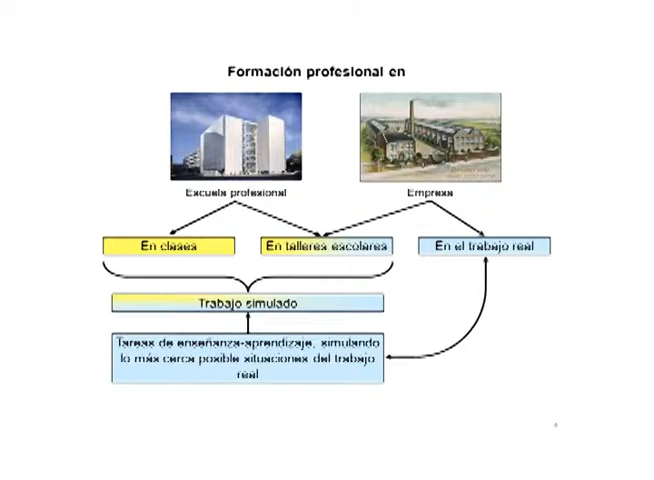 Formación profesional en
Escuela profesional
Empresa
En clases
En talleres escolares
En el trabajo real
Trabajo simulado
Tareas de enseñanza-aprendizaje, simulando
lo más cerca posible situaciones del trabajo
real